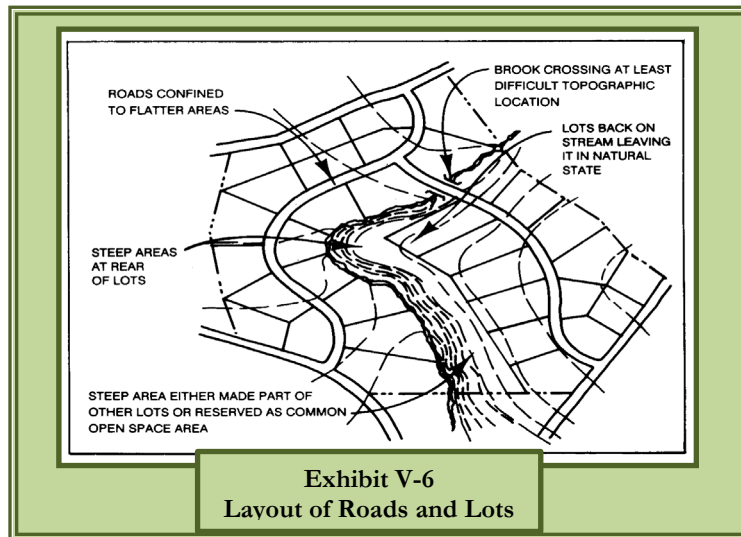 ROADS CONFINED
TO FLATTER AREAS
BROOK CROSSING AT LEAST
DIFFICULT TOPOGRAPHIC
LOCATION
LOTS BACK ON
STREAM LEAVING
IT IN NATURAL
STATE
STEEP AREAS
AT REAR
OF LOTS
STEEP AREA EITHER MADE PART OF
OTHER LOTS OR RESERVED AS COMMON
OPEN SPACE AREA
Exhibit V-6
Layout of Roads and Lots